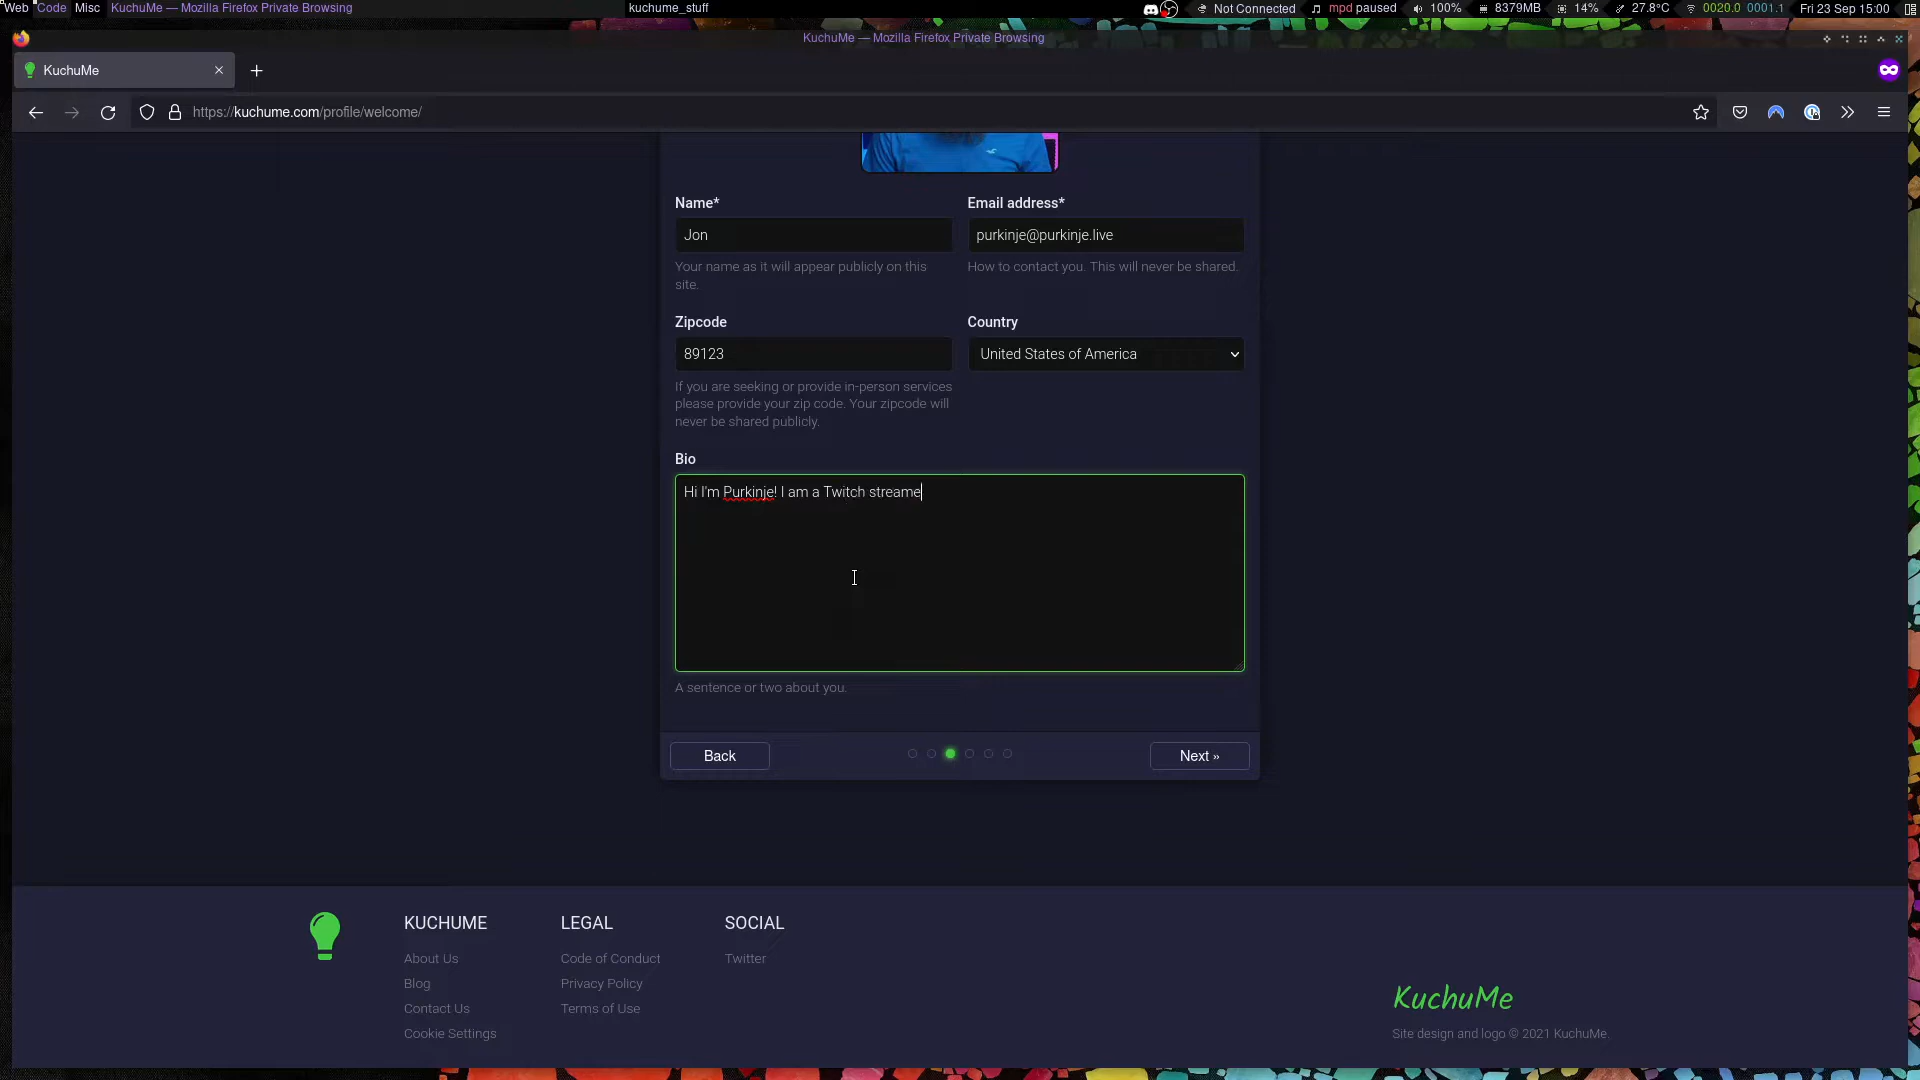 Web Code Misc KuchuMe — Mozilla Firefox Private Browsing kuchume_stuff Not Connected mpd paused 100% 8379MB 14% 27.8°C 0020.0 0001.1 Fri 23 Sep 15:00
KuchuMe — Mozilla Firefox Private Browsing
KuchuMe
https://kuchume.com/profile/welcome/
Name* Email address*
Jon purkinje@purkinje.live
Your name as it will appear publicly on this How to contact you. This will never be shared.
site.
Zipcode Country
89123 United States of America
If you are seeking or provide in-person services
please provide your zip code. Your zipcode will
never be shared publicly.
Bio
Hi I'm Purkinje! I am a Twitch streame
A sentence or two about you.
Back Next »
KUCHUME LEGAL SOCIAL
About Us Code of Conduct Twitter
Blog Privacy Policy
Contact Us Terms of Use
Cookie Settings
KuchuMe
Site design and logo © 2021 KuchuMe.